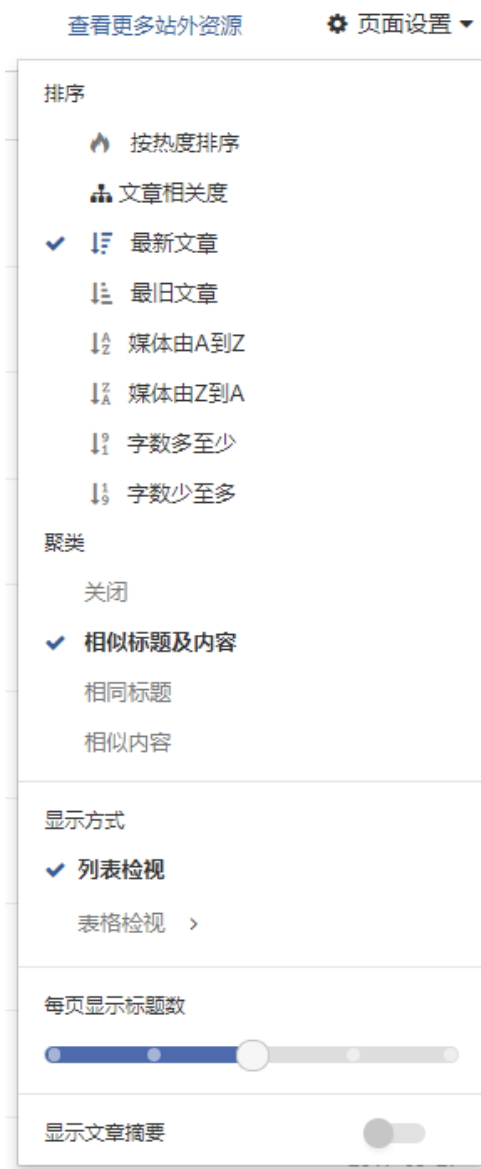 查看更多站外资源 页面设置
排序
按热度排序
文章相关度
最新文章
最旧文章
媒体由A到Z
媒体由Z到A
字数多至少
字数少至多
聚类
关闭
相似标题及内容
相同标题
相似内容
显示方式
列表检视
表格检视
每页显示标题数
显示文章摘要